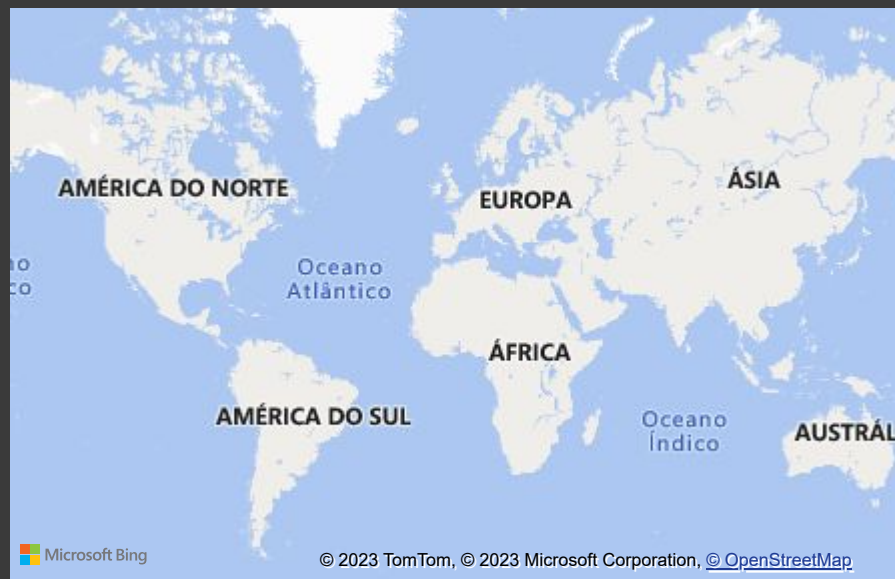 AMÉRICA DO NORTE
EUROPA
ÁSIA
Oceano
Atlântico
ÁFRICA
AMÉRICA DO SUL
Oceano
Índico
AUSTRÁL
Microsoft Bing
© 2023 TomTom, © 2023 Microsoft Corporation, © OpenStreetMap